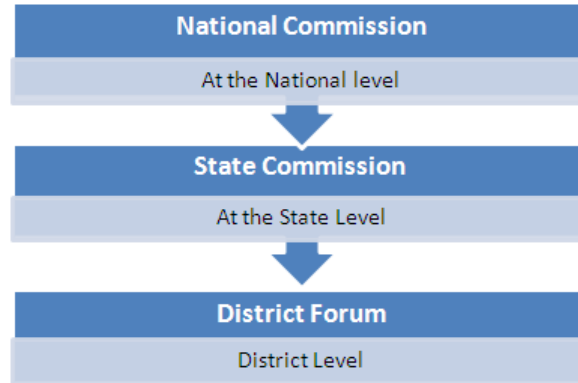 National Commission
At the National level
State Commission
At the State Level
District Forum
District Level